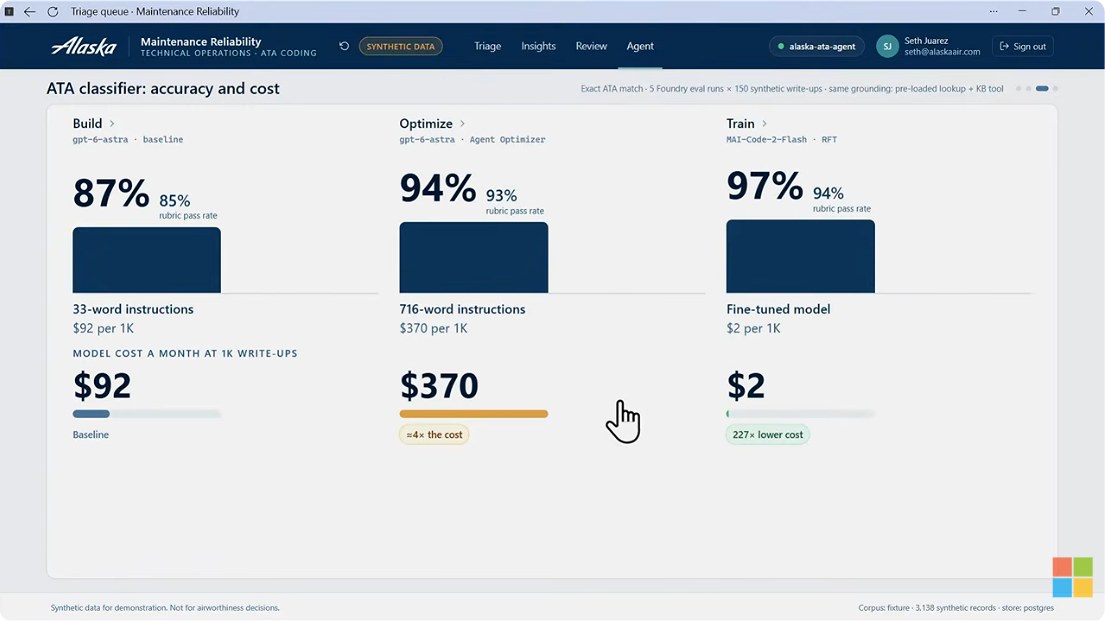 Triage queue · Maintenance Reliability
Alaska
Maintenance Reliability
TECHNICAL OPERATIONS · ATA CODING
SYNTHETIC DATA
Triage
Insights
Review
Agent
alaska-ata-agent
SJ
Seth Juarez
seth@alaskaair.com
Sign out
ATA classifier: accuracy and cost
Exact ATA match · 5 Foundry eval runs × 150 synthetic write-ups · same grounding: pre-loaded lookup + KB tool
Build >
gpt-6-astra · baseline
87%
85%
rubric pass rate
33-word instructions
$92 per 1K
MODEL COST A MONTH AT 1K WRITE-UPS
$92
Baseline
Optimize >
gpt-6-astra · Agent Optimizer
94%
93%
rubric pass rate
716-word instructions
$370 per 1K
$370
≈4× the cost
Train >
MAI-Code-2-Flash · RFT
97%
94%
rubric pass rate
Fine-tuned model
$2 per 1K
$2
227× lower cost
Synthetic data for demonstration. Not for airworthiness decisions.
Corpus: fixture · 3,138 synthetic records · store: postgres